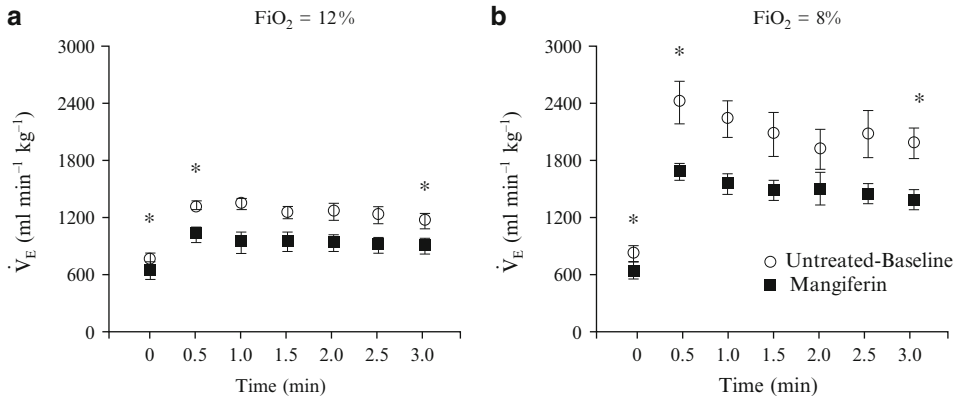 a
FiO₂ = 12%
V̇E (ml min⁻¹ kg⁻¹)
3000
2400
1800
1200
600
0
*
*
*
0 0.5 1.0 1.5 2.0 2.5 3.0
Time (min)
b
FiO₂ = 8%
V̇E (ml min⁻¹ kg⁻¹)
3000
2400
1800
1200
600
0
*
*
*
Untreated-Baseline
Mangiferin
0 0.5 1.0 1.5 2.0 2.5 3.0
Time (min)